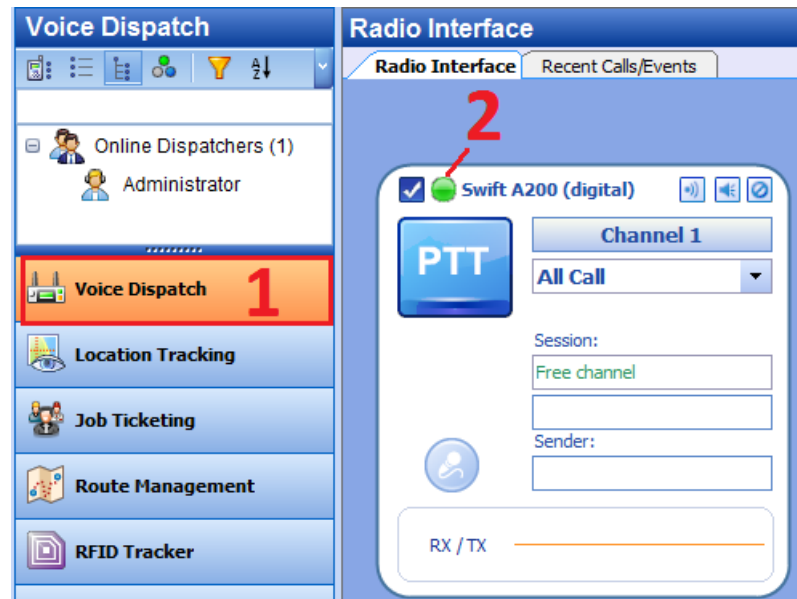 Voice Dispatch
Online Dispatchers (1)
Administrator
1
Voice Dispatch
Location Tracking
Job Ticketing
Route Management
RFID Tracker
Radio Interface
Radio Interface
Recent Calls/Events
2
Swift A200 (digital)
PTT
Channel 1
All Call
Session:
Free channel
Sender:
RX / TX